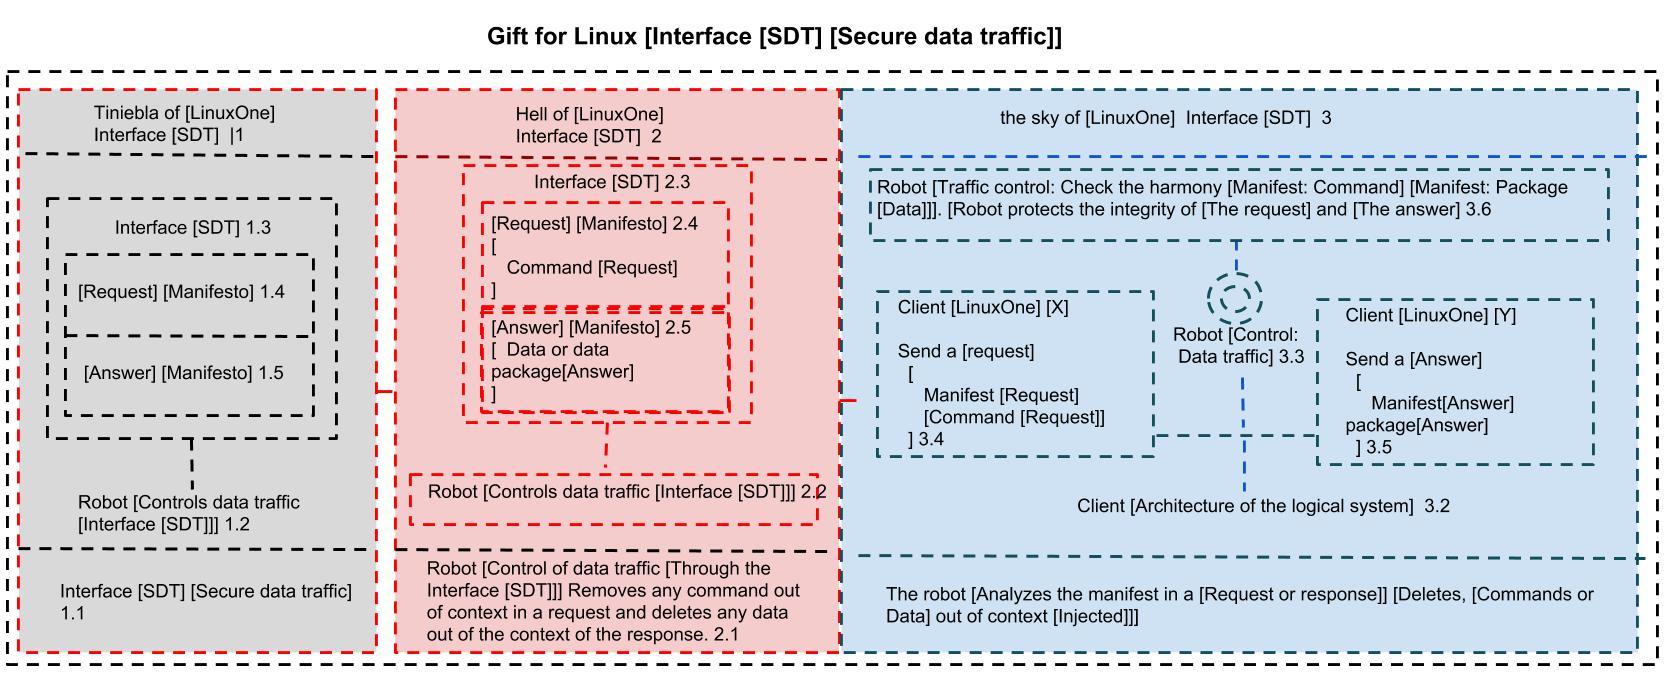 Gift for Linux [Interface [SDT] [Secure data traffic]]
Tiniebla of [LinuxOne]
Interface [SDT]  |1
Interface [SDT] 1.3
[Request] [Manifesto] 1.4
[Answer] [Manifesto] 1.5
Robot [Controls data traffic
[Interface [SDT]]] 1.2
Interface [SDT] [Secure data traffic]
1.1
Hell of [LinuxOne]
Interface [SDT]  2
Interface [SDT] 2.3
[Request] [Manifesto] 2.4
[
Command [Request]
]
[Answer] [Manifesto] 2.5
[  Data or data
package[Answer]
]
Robot [Controls data traffic [Interface [SDT]]] 2.2
Robot [Control of data traffic [Through the
Interface [SDT]]] Removes any command out
of context in a request and deletes any data
out of the context of the response. 2.1
the sky of [LinuxOne]  Interface [SDT]  3
Robot [Traffic control: Check the harmony [Manifest: Command] [Manifest: Package
[Data]]]. [Robot protects the integrity of [The request] and [The answer] 3.6
Client [LinuxOne] [X]
Send a [request]
[
Manifest [Request]
[Command [Request]]
] 3.4
Robot [Control:
Data traffic] 3.3
Client [LinuxOne] [Y]
Send a [Answer]
[
Manifest[Answer]
package[Answer]
] 3.5
Client [Architecture of the logical system]  3.2
The robot [Analyzes the manifest in a [Request or response]] [Deletes, [Commands or
Data] out of context [Injected]]]